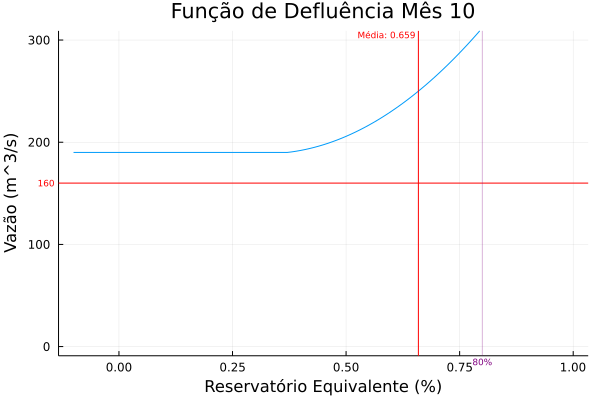 Função de Defluência Mês 10
Média: 0.659
300
200
160
100
0
Vazão (m^3/s)
0.00
0.25
0.50
0.75
80%
1.00
Reservatório Equivalente (%)